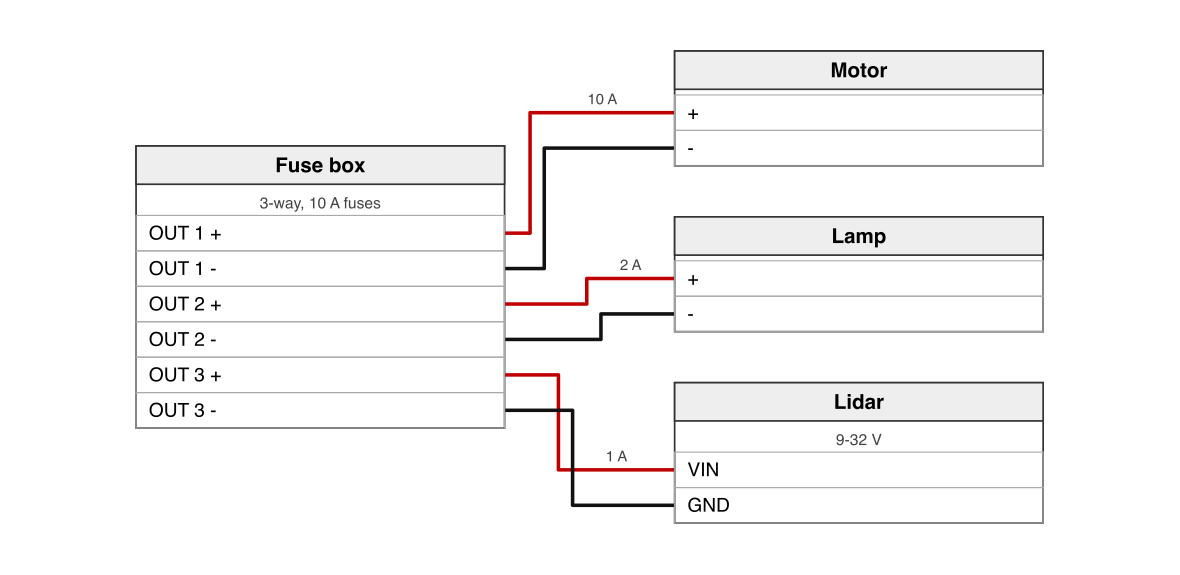 Fuse box
3-way, 10 A fuses
OUT 1 +
OUT 1 -
OUT 2 +
OUT 2 -
OUT 3 +
OUT 3 -
10 A
2 A
1 A
Motor
+
-
Lamp
+
-
Lidar
9-32 V
VIN
GND